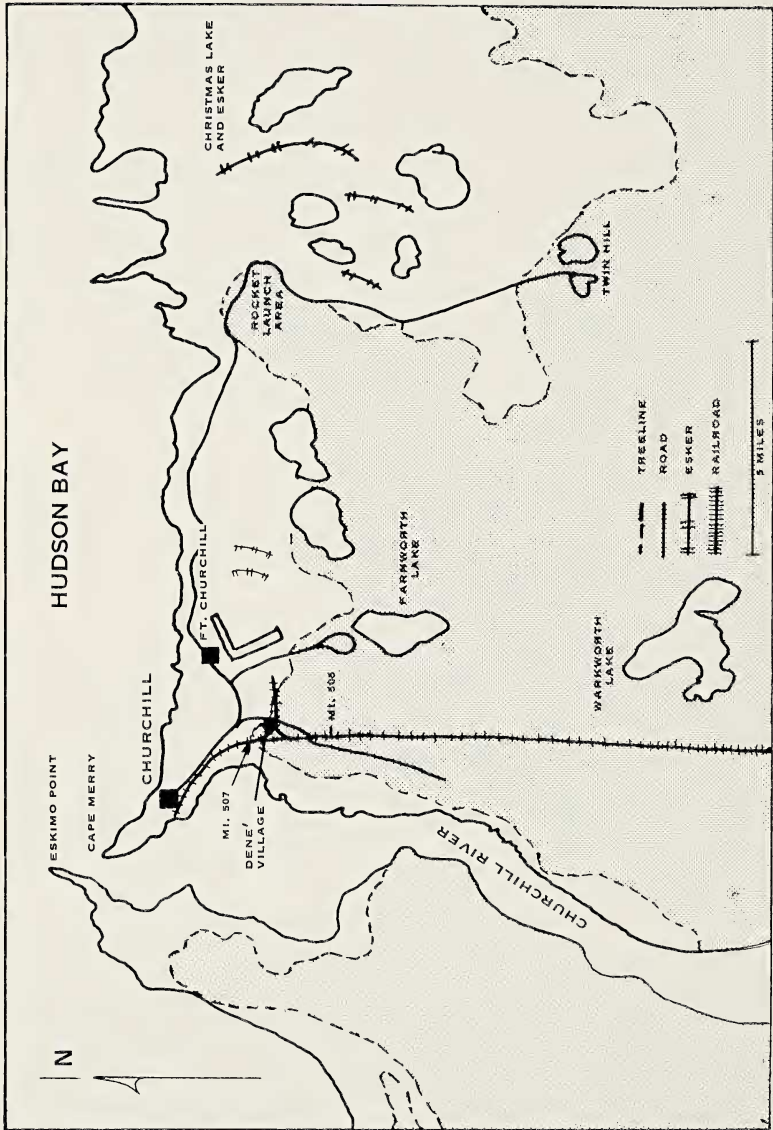 HUDSON BAY
N
ESKIMO POINT
CAPE MERRY
CHURCHILL
FT. CHURCHILL
MI. 507
DENE'
VILLAGE
MI. 506
CHURCHILL RIVER
FARNWORTH
LAKE
WARKWORTH
LAKE
ROCKET
LAUNCH
AREA
CHRISTMAS LAKE
AND ESKER
TWIN HILL
TREELINE
ROAD
ESKER
RAILROAD
5 MILES